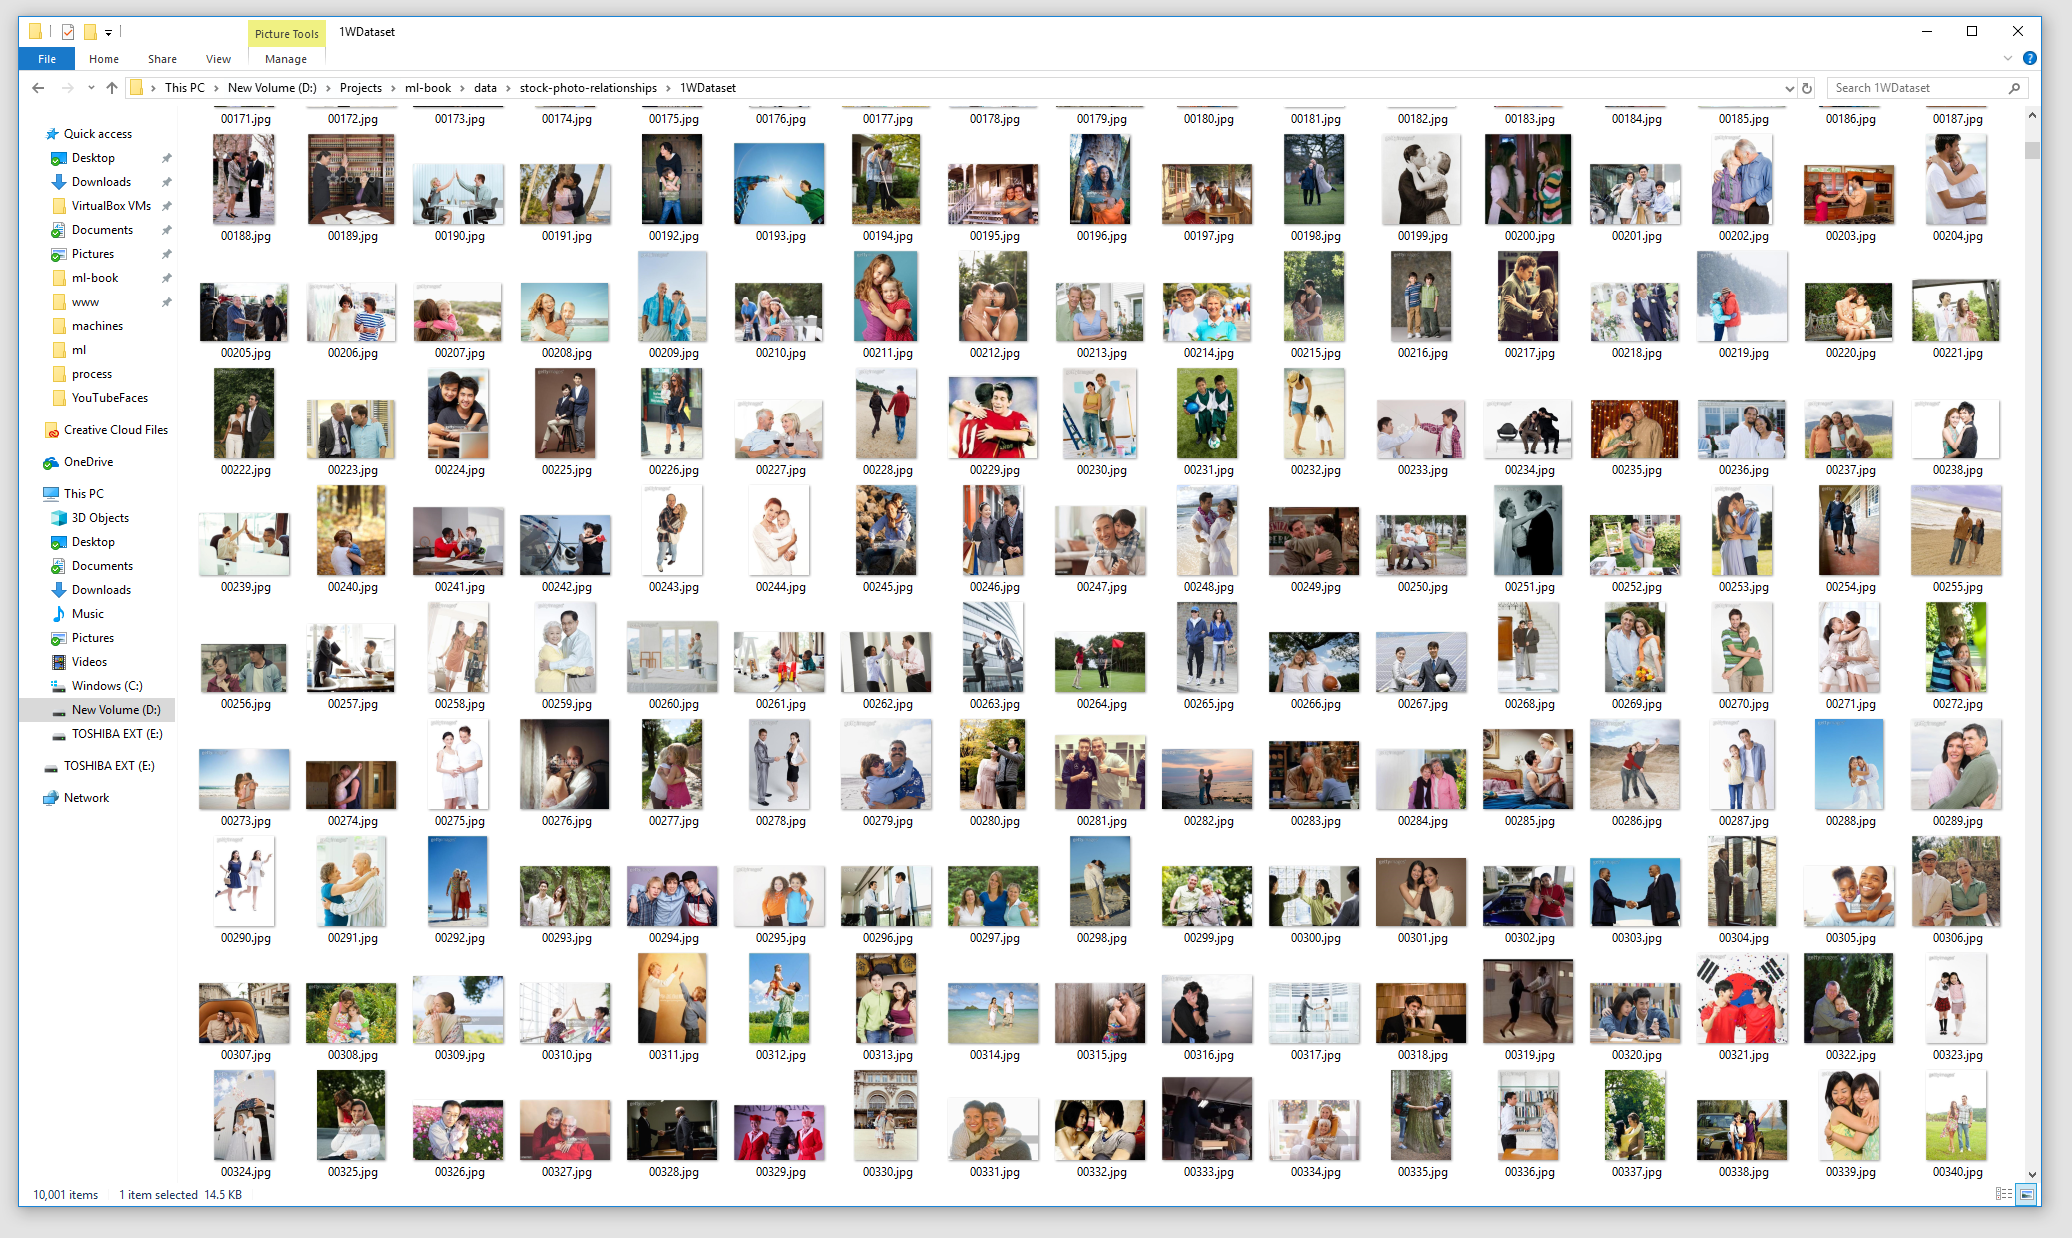 Picture Tools 1WDataset
File Home Share View Manage
This PC New Volume (D:) Projects ml-book data stock-photo-relationships 1WDataset
Search 1WDataset
Quick access
Desktop
Downloads
VirtualBox VMs
Documents
Pictures
ml-book
www
machines
ml
process
YouTubeFaces
Creative Cloud Files
OneDrive
This PC
3D Objects
Desktop
Documents
Downloads
Music
Pictures
Videos
Windows (C:)
New Volume (D:)
TOSHIBA EXT (E:)
TOSHIBA EXT (E:)
Network
00171.jpg 00172.jpg 00173.jpg 00174.jpg 00175.jpg 00176.jpg 00177.jpg 00178.jpg 00179.jpg 00180.jpg 00181.jpg 00182.jpg 00183.jpg 00184.jpg 00185.jpg 00186.jpg 00187.jpg
00188.jpg 00189.jpg 00190.jpg 00191.jpg 00192.jpg 00193.jpg 00194.jpg 00195.jpg 00196.jpg 00197.jpg 00198.jpg 00199.jpg 00200.jpg 00201.jpg 00202.jpg 00203.jpg 00204.jpg
00205.jpg 00206.jpg 00207.jpg 00208.jpg 00209.jpg 00210.jpg 00211.jpg 00212.jpg 00213.jpg 00214.jpg 00215.jpg 00216.jpg 00217.jpg 00218.jpg 00219.jpg 00220.jpg 00221.jpg
00222.jpg 00223.jpg 00224.jpg 00225.jpg 00226.jpg 00227.jpg 00228.jpg 00229.jpg 00230.jpg 00231.jpg 00232.jpg 00233.jpg 00234.jpg 00235.jpg 00236.jpg 00237.jpg 00238.jpg
00239.jpg 00240.jpg 00241.jpg 00242.jpg 00243.jpg 00244.jpg 00245.jpg 00246.jpg 00247.jpg 00248.jpg 00249.jpg 00250.jpg 00251.jpg 00252.jpg 00253.jpg 00254.jpg 00255.jpg
00256.jpg 00257.jpg 00258.jpg 00259.jpg 00260.jpg 00261.jpg 00262.jpg 00263.jpg 00264.jpg 00265.jpg 00266.jpg 00267.jpg 00268.jpg 00269.jpg 00270.jpg 00271.jpg 00272.jpg
00273.jpg 00274.jpg 00275.jpg 00276.jpg 00277.jpg 00278.jpg 00279.jpg 00280.jpg 00281.jpg 00282.jpg 00283.jpg 00284.jpg 00285.jpg 00286.jpg 00287.jpg 00288.jpg 00289.jpg
00290.jpg 00291.jpg 00292.jpg 00293.jpg 00294.jpg 00295.jpg 00296.jpg 00297.jpg 00298.jpg 00299.jpg 00300.jpg 00301.jpg 00302.jpg 00303.jpg 00304.jpg 00305.jpg 00306.jpg
00307.jpg 00308.jpg 00309.jpg 00310.jpg 00311.jpg 00312.jpg 00313.jpg 00314.jpg 00315.jpg 00316.jpg 00317.jpg 00318.jpg 00319.jpg 00320.jpg 00321.jpg 00322.jpg 00323.jpg
00324.jpg 00325.jpg 00326.jpg 00327.jpg 00328.jpg 00329.jpg 00330.jpg 00331.jpg 00332.jpg 00333.jpg 00334.jpg 00335.jpg 00336.jpg 00337.jpg 00338.jpg 00339.jpg 00340.jpg
10,001 items 1 item selected 14.5 KB